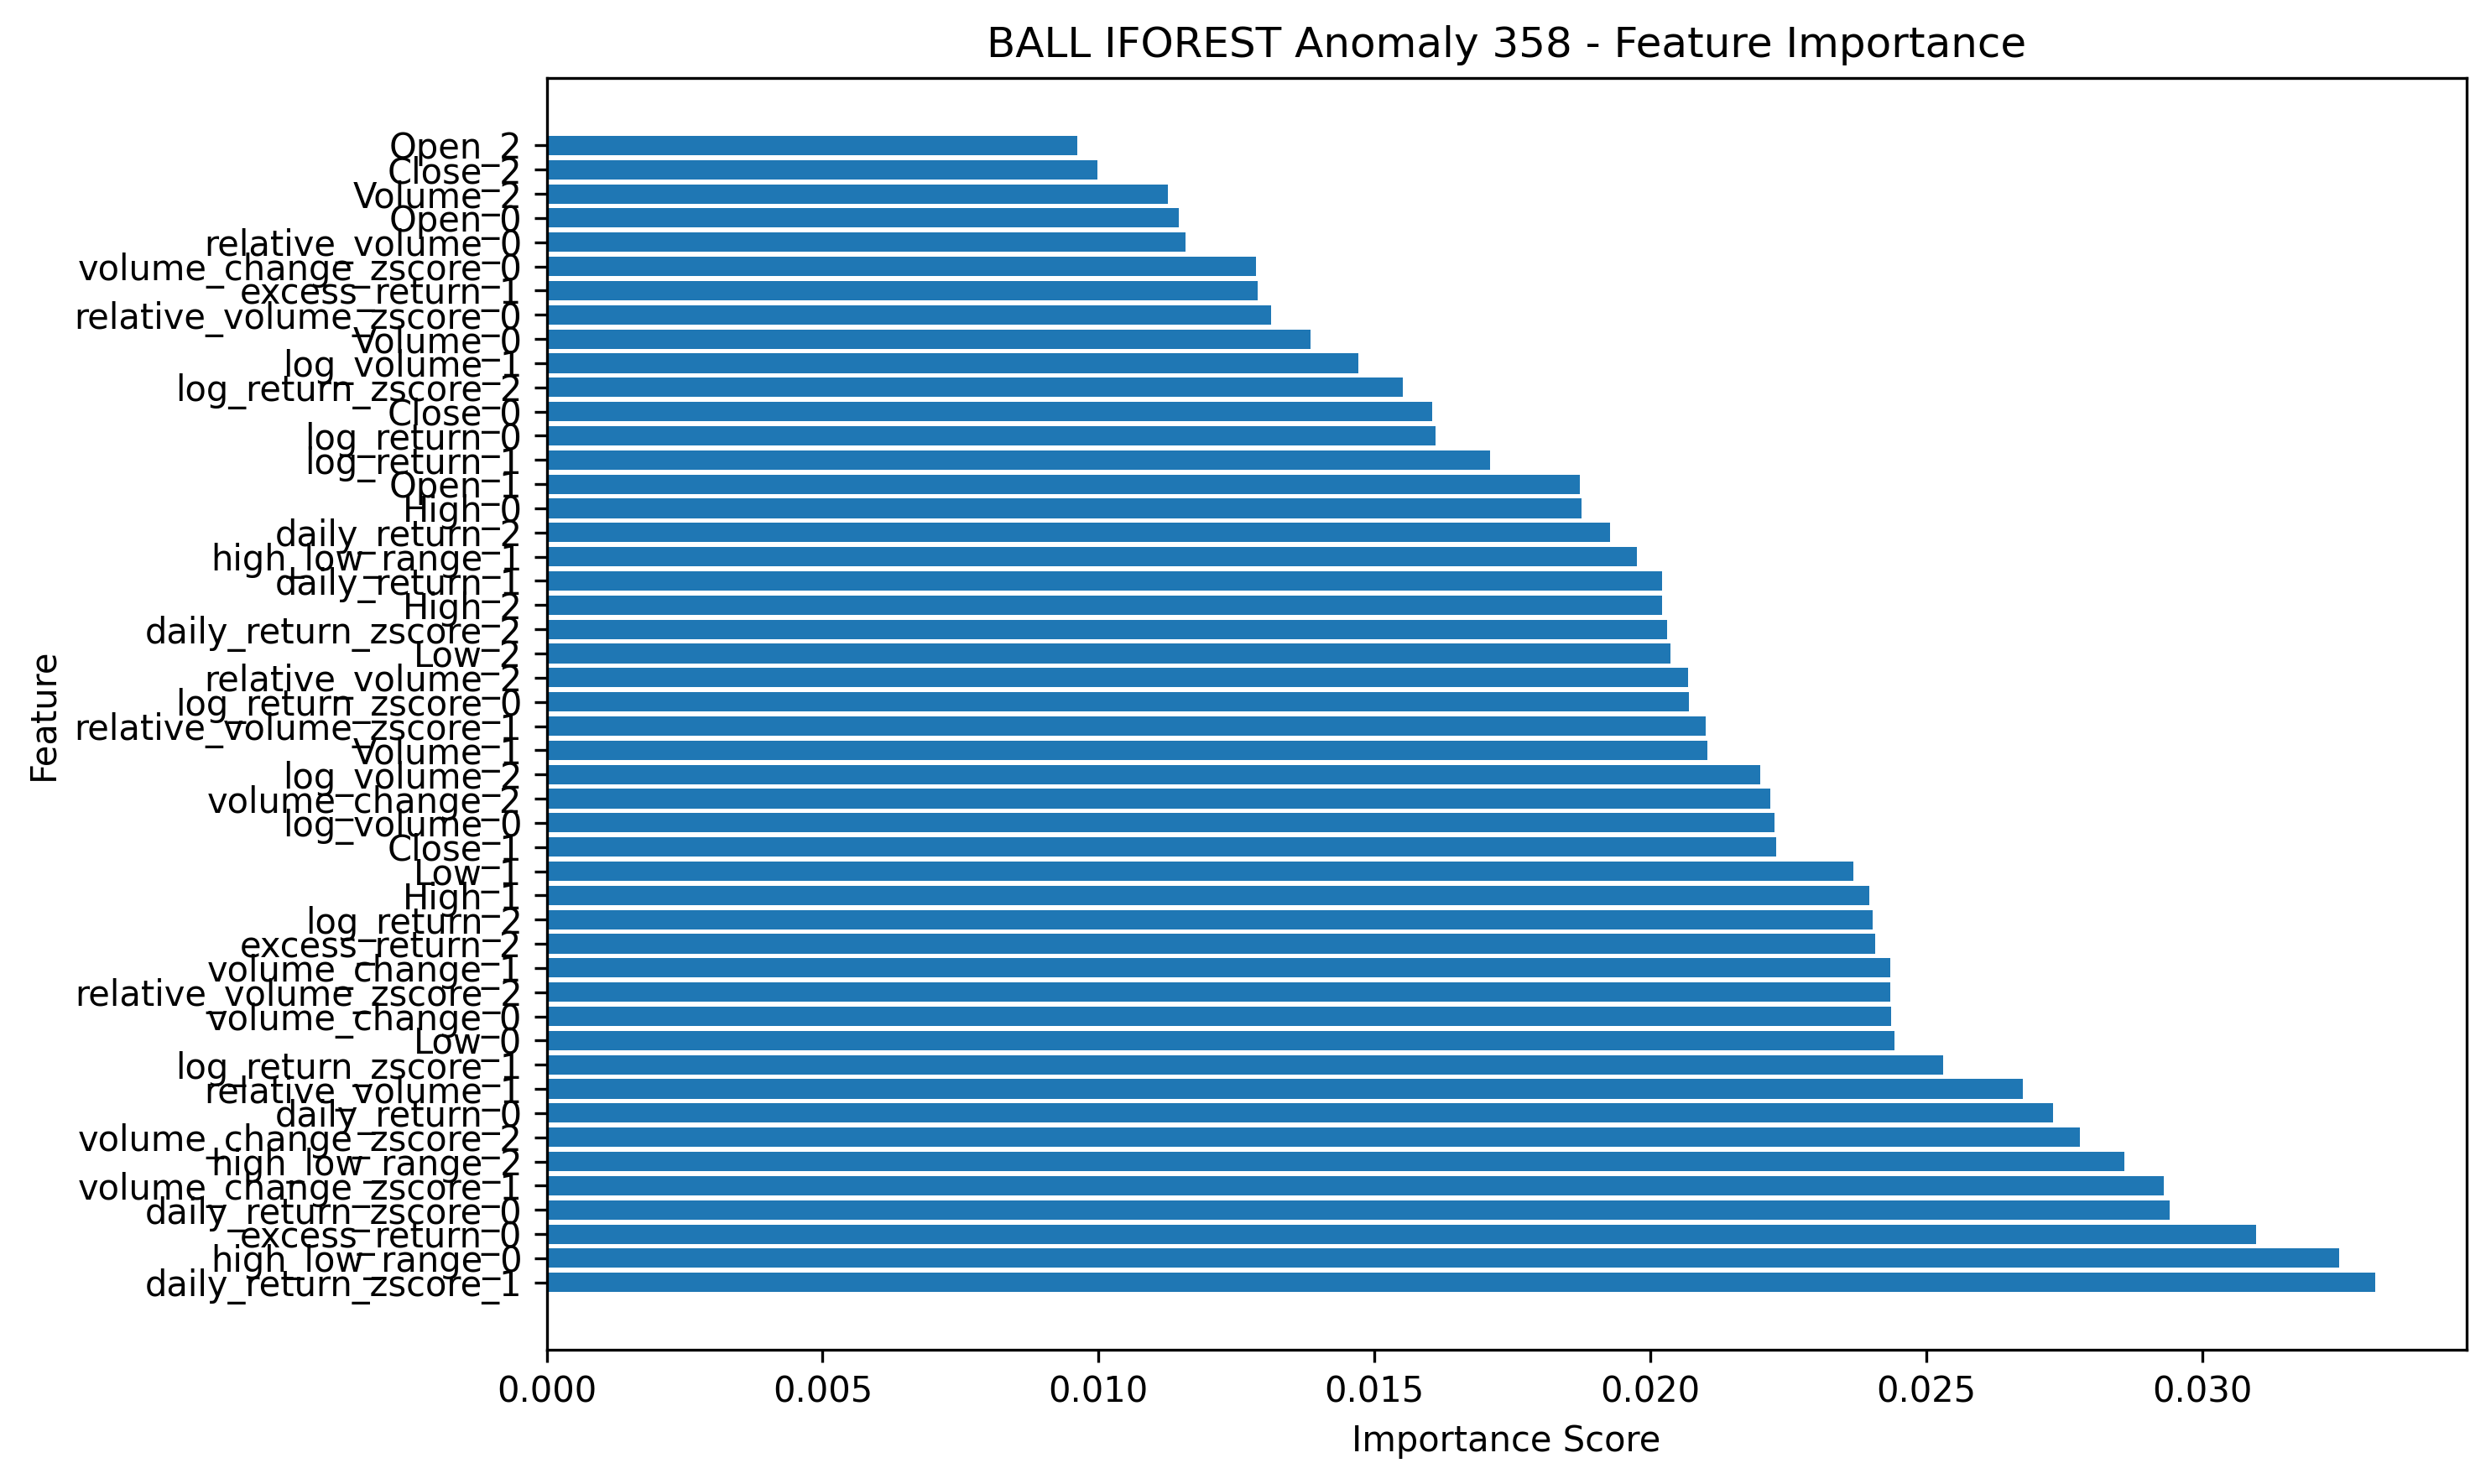 BALL IFOREST Anomaly 358 - Feature Importance
Open_2
Close_2
Volume_2
Open_0
relative_volume_0
volume_change_zscore_0
excess_return_1
relative_volume_zscore_0
Volume_0
log_volume_1
log_return_zscore_2
Close_0
log_return_0
log_return_1
Open_1
High_0
daily_return_2
high_low_range_1
daily_return_1
High_2
daily_return_zscore_2
Low_2
relative_volume_2
log_return_zscore_0
relative_volume_zscore_1
Volume_1
log_volume_2
volume_change_2
log_volume_0
Close_1
Low_1
High_1
log_return_2
excess_return_2
volume_change_1
relative_volume_zscore_2
volume_change_0
Low_0
log_return_zscore_1
relative_volume_1
daily_return_0
volume_change_zscore_2
high_low_range_2
volume_change_zscore_1
daily_return_zscore_0
excess_return_0
high_low_range_0
daily_return_zscore_1
Feature
0.000 0.005 0.010 0.015 0.020 0.025 0.030
Importance Score